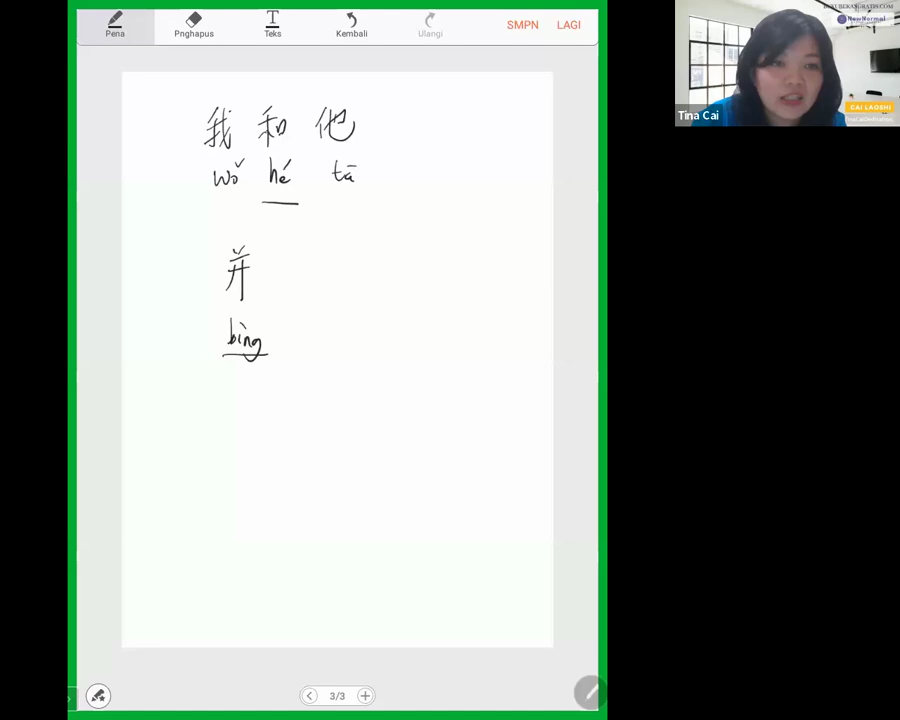 Pena Pnghapus Teks Kembali Ulangi SMPN LAGI
我 和 他
wǒ hé tā
并
bìng
3/3
NewNormal
CAI LAOSHI
Tina Cai